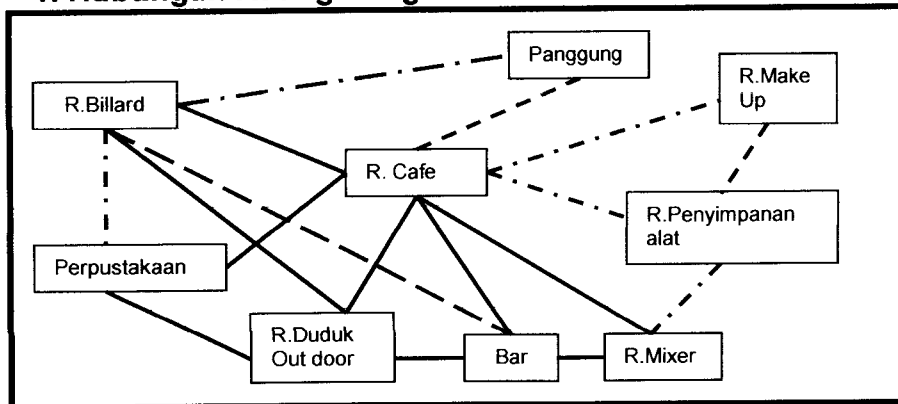 Panggung
R.Make
Up
R.Billard
R. Cafe
R.Penyimpanan
alat
Perpustakaan
R.Duduk
Out door
Bar
R.Mixer